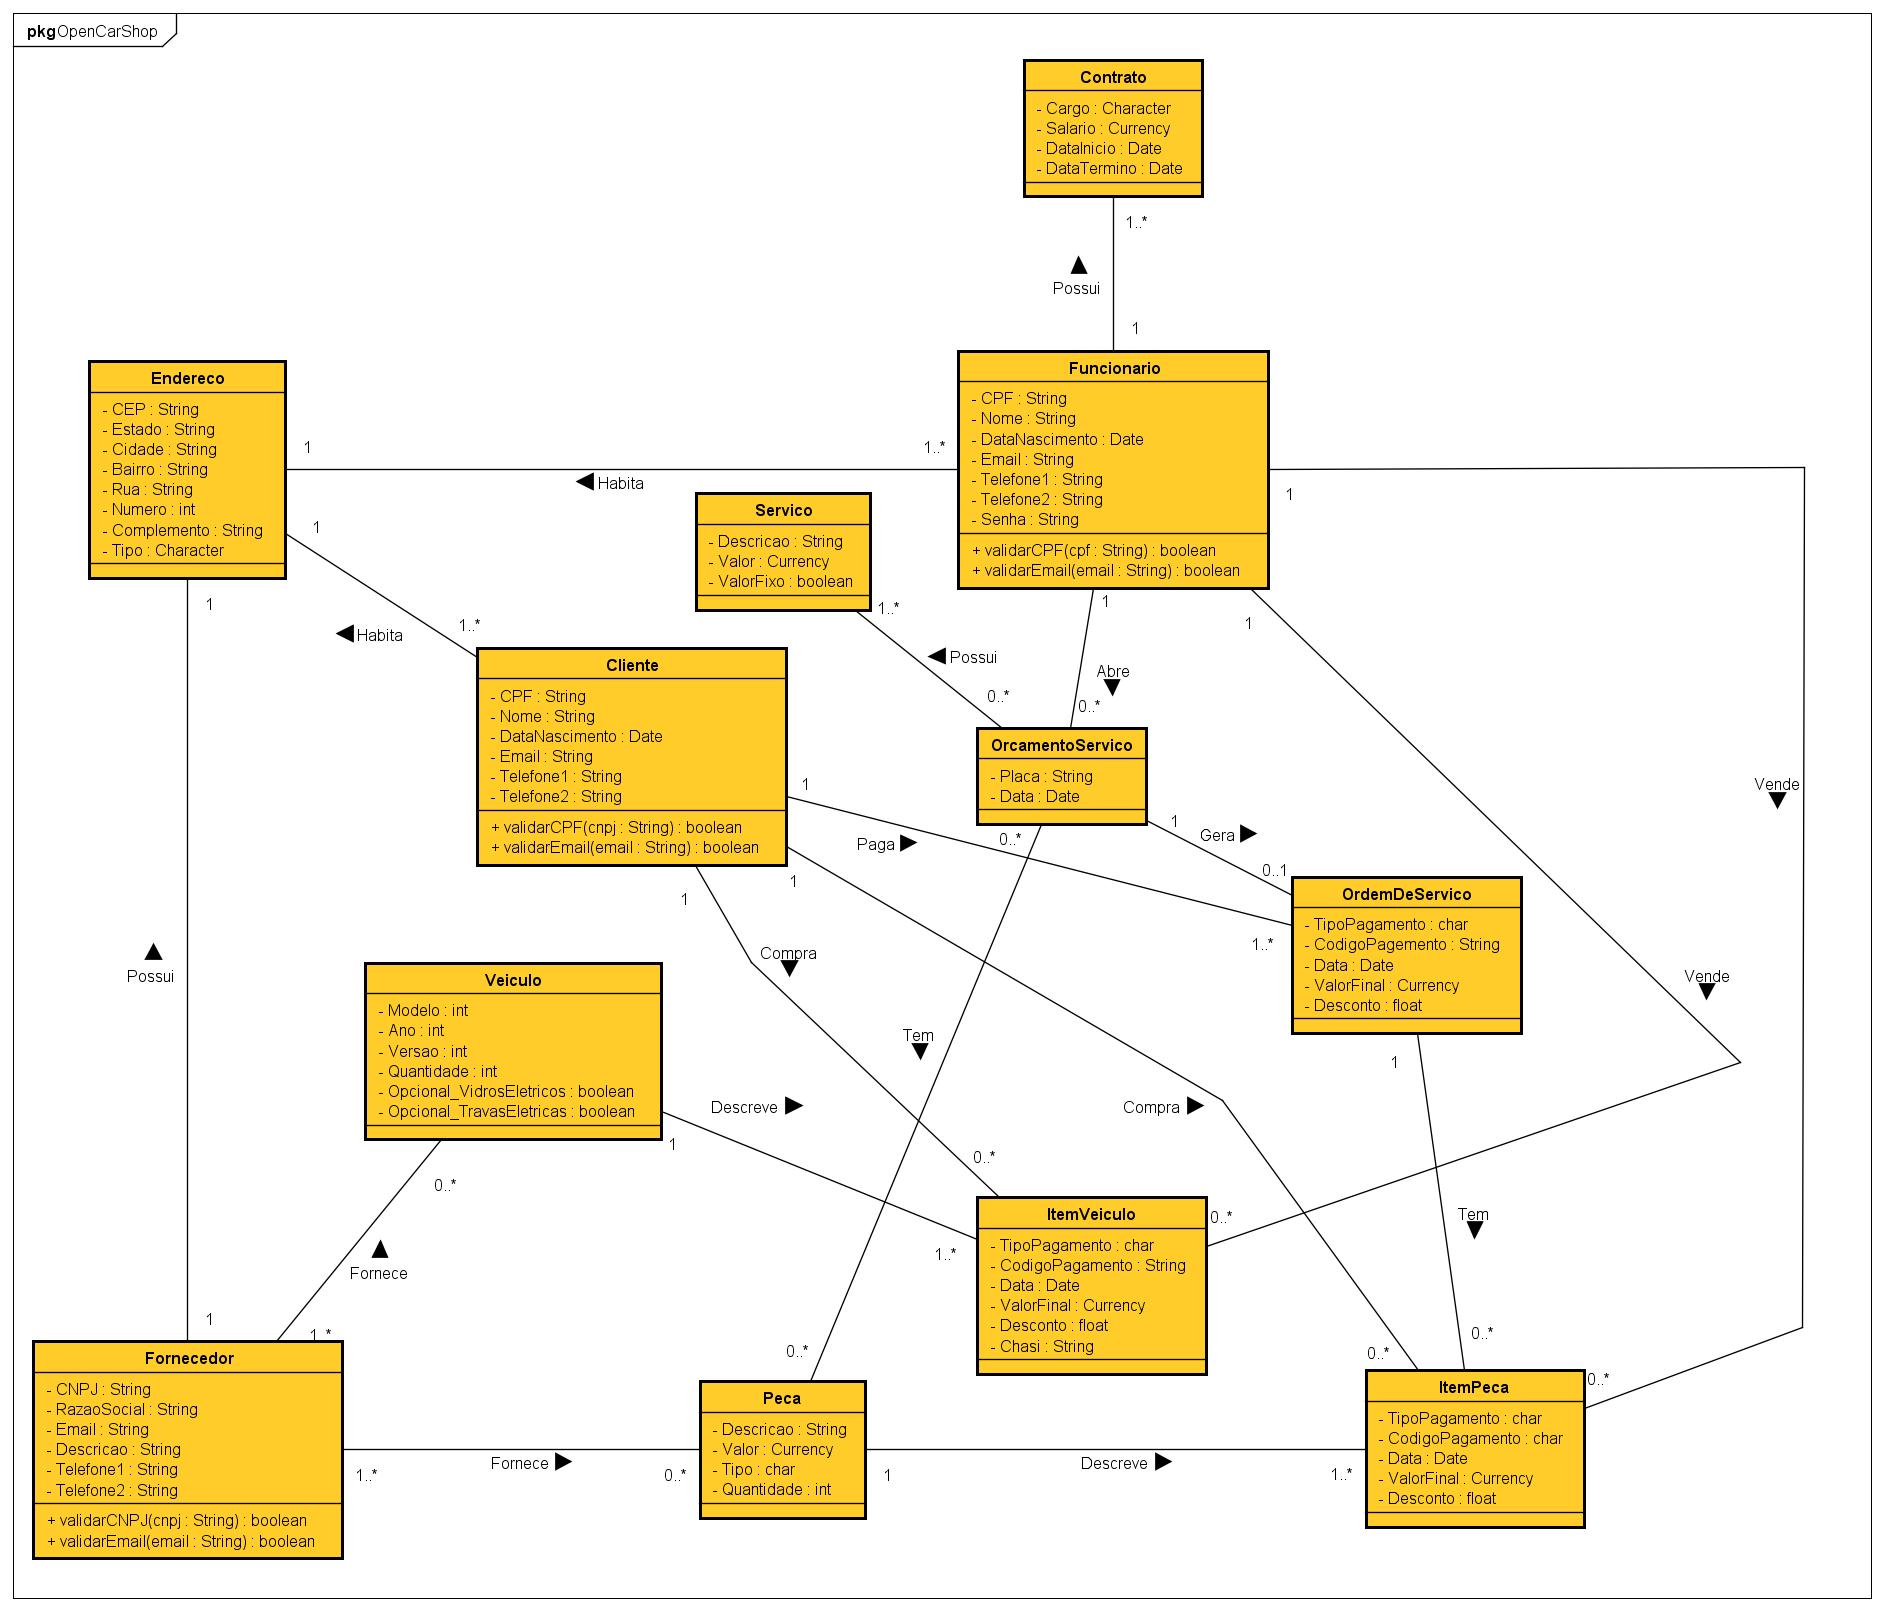 pkg OpenCarShop
Contrato
- Cargo : Character
- Salario : Currency
- DataInicio : Date
- DataTermino : Date
1..*
Possui
1
Endereco
- CEP : String
- Estado : String
- Cidade : String
- Bairro : String
- Rua : String
- Numero : int
- Complemento : String
- Tipo : Character
Funcionario
- CPF : String
- Nome : String
- DataNascimento : Date
- Email : String
- Telefone1 : String
- Telefone2 : String
- Senha : String
+ validarCPF(cpf : String) : boolean
+ validarEmail(email : String) : boolean
1
1..*
Habita
1
Servico
- Descricao : String
- Valor : Currency
- ValorFixo : boolean
1
1..*
Habita
1
1..*
Possui
0..*
1
Abre
0..*
1
Cliente
- CPF : String
- Nome : String
- DataNascimento : Date
- Email : String
- Telefone1 : String
- Telefone2 : String
+ validarCPF(cnpj : String) : boolean
+ validarEmail(email : String) : boolean
OrcamentoServico
- Placa : String
- Data : Date
Vende
1
Paga
1..*
0..*
1
Gera
0..1
1
1
Compra
OrdemDeServico
- TipoPagamento : char
- CodigoPagemento : String
- Data : Date
- ValorFinal : Currency
- Desconto : float
Possui
Veiculo
- Modelo : int
- Ano : int
- Versao : int
- Quantidade : int
- Opcional_VidrosEletricos : boolean
- Opcional_TravasEletricas : boolean
Vende
Tem
1
Descreve
Compra
1
0..*
0..*
ItemVeiculo
- TipoPagamento : char
- CodigoPagamento : String
- Data : Date
- ValorFinal : Currency
- Desconto : float
- Chasi : String
0..*
1..*
Tem
Fornece
1
1..*
0..*
0..*
0..*
Fornecedor
- CNPJ : String
- RazaoSocial : String
- Email : String
- Descricao : String
- Telefone1 : String
- Telefone2 : String
+ validarCNPJ(cnpj : String) : boolean
+ validarEmail(email : String) : boolean
Peca
- Descricao : String
- Valor : Currency
- Tipo : char
- Quantidade : int
ItemPeca
- TipoPagamento : char
- CodigoPagamento : char
- Data : Date
- ValorFinal : Currency
- Desconto : float
0..*
1..*
Fornece
0..*
1
Descreve
1..*